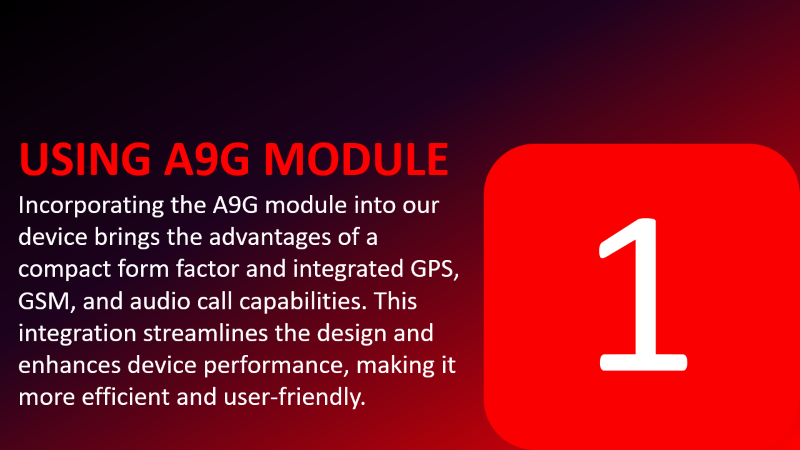 USING A9G MODULE
Incorporating the A9G module into our
device brings the advantages of a
compact form factor and integrated GPS,
GSM, and audio call capabilities. This
integration streamlines the design and
enhances device performance, making it
more efficient and user-friendly.
1